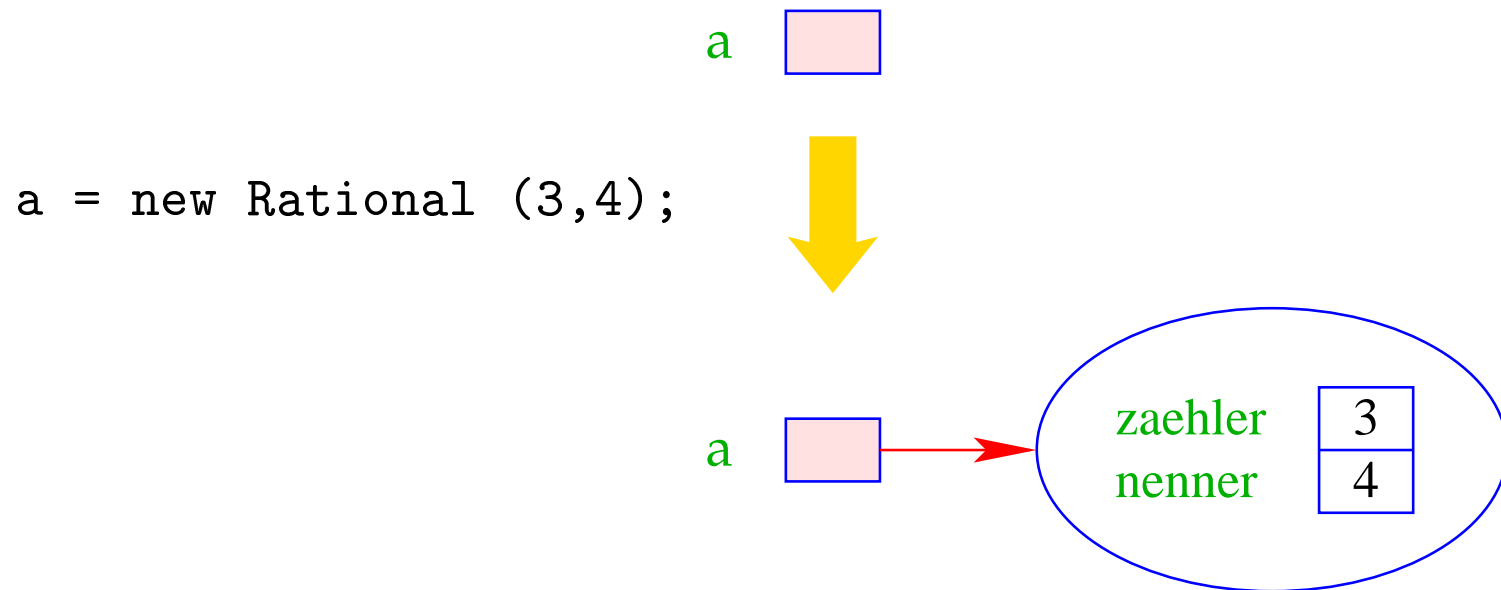 a
a = new Rational (3,4);
a
zaehler 3
nenner 4